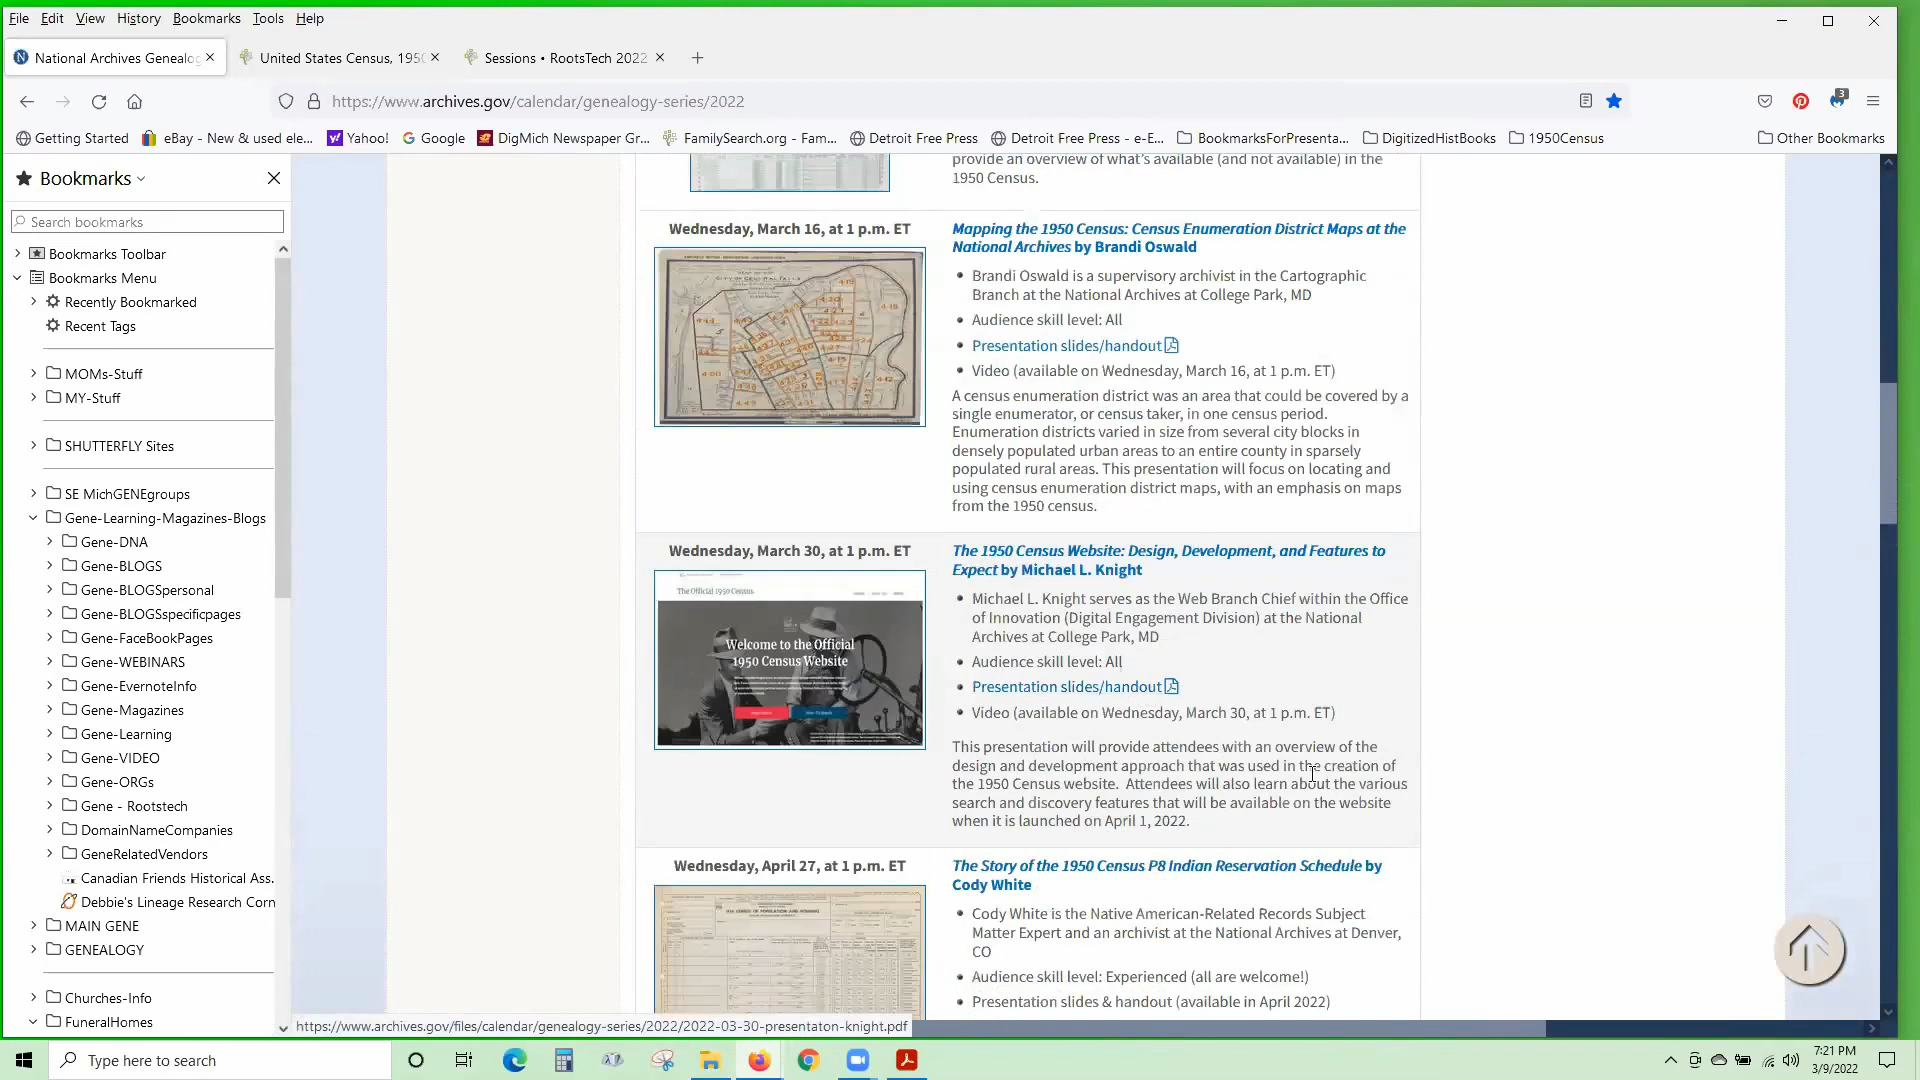 File Edit View History Bookmarks Tools Help
National Archives Genealog
United States Census, 195
Sessions • RootsTech 2022
https://www.archives.gov/calendar/genealogy-series/2022
3
Getting Started eBay - New & used ele... Yahoo! Google DigMich Newspaper Gr... FamilySearch.org - Fam... Detroit Free Press Detroit Free Press - e-E... BookmarksForPresenta... DigitizedHistBooks 1950Census Other Bookmarks
Bookmarks
Search bookmarks
Bookmarks Toolbar
Bookmarks Menu
Recently Bookmarked
Recent Tags
MOMs-Stuff
MY-Stuff
SHUTTERFLY Sites
SE MichGENEgroups
Gene-Learning-Magazines-Blogs
Gene-DNA
Gene-BLOGS
Gene-BLOGSpersonal
Gene-BLOGSspecificpages
Gene-FaceBookPages
Gene-WEBINARS
Gene-EvernoteInfo
Gene-Magazines
Gene-Learning
Gene-VIDEO
Gene-ORGs
Gene - Rootstech
DomainNameCompanies
GeneRelatedVendors
Canadian Friends Historical Ass.
Debbie's Lineage Research Corn
MAIN GENE
GENEALOGY
Churches-Info
FuneralHomes
provide an overview of what's available (and not available) in the
1950 Census.
Wednesday, March 16, at 1 p.m. ET
Mapping the 1950 Census: Census Enumeration District Maps at the
National Archives by Brandi Oswald
• Brandi Oswald is a supervisory archivist in the Cartographic
Branch at the National Archives at College Park, MD
• Audience skill level: All
• Presentation slides/handout
• Video (available on Wednesday, March 16, at 1 p.m. ET)
A census enumeration district was an area that could be covered by a
single enumerator, or census taker, in one census period.
Enumeration districts varied in size from several city blocks in
densely populated urban areas to an entire county in sparsely
populated rural areas. This presentation will focus on locating and
using census enumeration district maps, with an emphasis on maps
from the 1950 census.
Wednesday, March 30, at 1 p.m. ET
The Official 1950 Census
Welcome to the Official
1950 Census Website
The 1950 Census Website: Design, Development, and Features to
Expect by Michael L. Knight
• Michael L. Knight serves as the Web Branch Chief within the Office
of Innovation (Digital Engagement Division) at the National
Archives at College Park, MD
• Audience skill level: All
• Presentation slides/handout
• Video (available on Wednesday, March 30, at 1 p.m. ET)
This presentation will provide attendees with an overview of the
design and development approach that was used in the creation of
the 1950 Census website. Attendees will also learn about the various
search and discovery features that will be available on the website
when it is launched on April 1, 2022.
Wednesday, April 27, at 1 p.m. ET
The Story of the 1950 Census P8 Indian Reservation Schedule by
Cody White
• Cody White is the Native American-Related Records Subject
Matter Expert and an archivist at the National Archives at Denver,
CO
• Audience skill level: Experienced (all are welcome!)
• Presentation slides & handout (available in April 2022)
https://www.archives.gov/files/calendar/genealogy-series/2022/2022-03-30-presentaton-knight.pdf
Type here to search
7:21 PM
3/9/2022